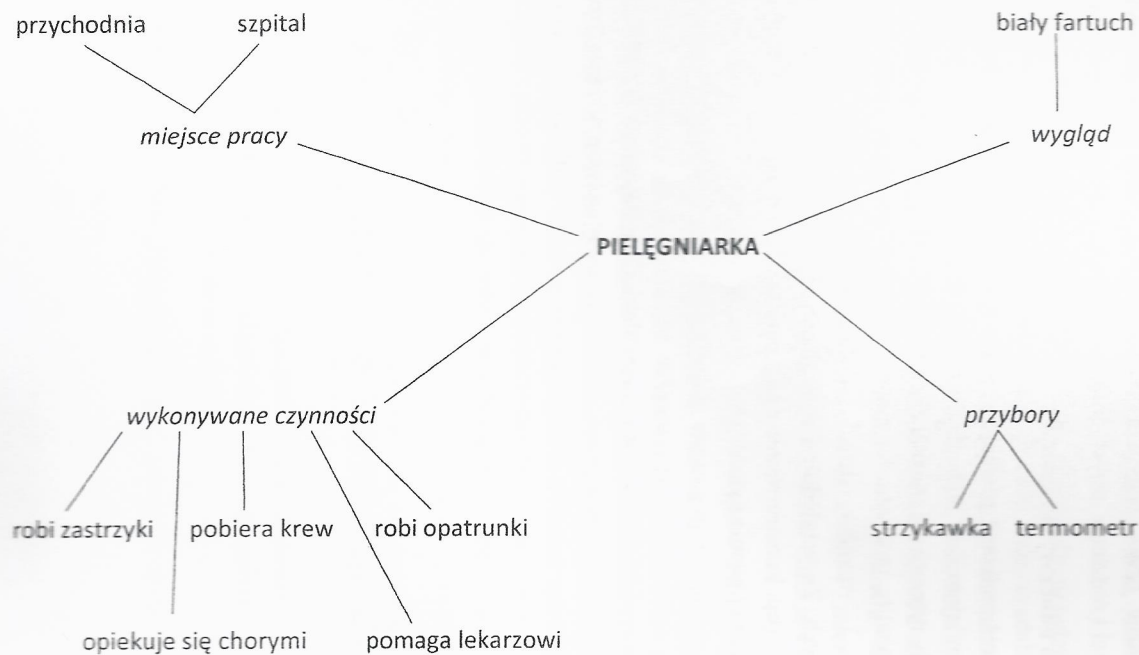 przychodnia szpital biały fartuch
miejsce pracy wygląd
PIELĘGNIARKA
wykonywane czynności przybory
robi zastrzyki pobiera krew robi opatrunki strzykawka termometr
opiekuje się chorymi pomaga lekarzowi